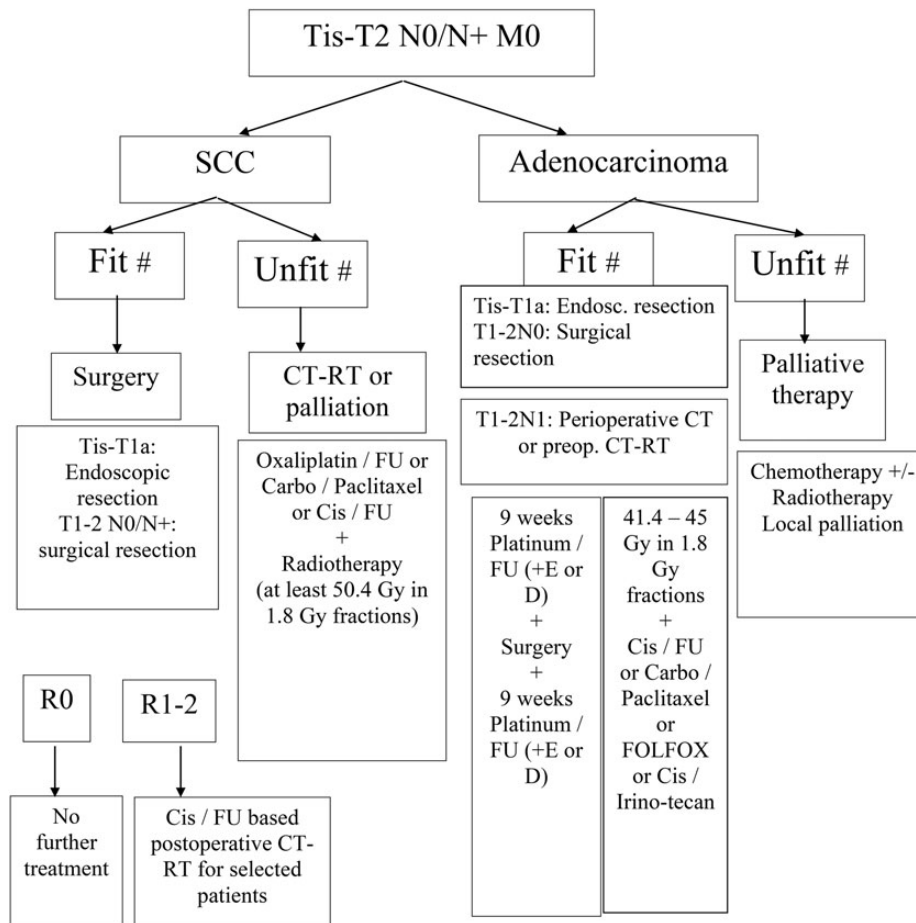 Tis-T2 N0/N+ M0
SCC
Adenocarcinoma
Fit #
Unfit #
Fit #
Unfit #
Surgery
Tis-T1a:
Endoscopic
resection
T1-2 N0/N+:
surgical resection
CT-RT or
palliation
Oxaliplatin / FU or
Carbo / Paclitaxel
or Cis / FU
+
Radiotherapy
(at least 50.4 Gy in
1.8 Gy fractions)
Tis-T1a: Endosc. resection
T1-2N0: Surgical
resection
T1-2N1: Perioperative CT
or preop. CT-RT
9 weeks
Platinum /
FU (+E or
D)
+
Surgery
+
9 weeks
Platinum /
FU (+E or
D)
41.4 – 45
Gy in 1.8
Gy
fractions
+
Cis / FU
or Carbo /
Paclitaxel
or
FOLFOX
or Cis /
Irino-tecan
Palliative
therapy
Chemotherapy +/-
Radiotherapy
Local palliation
R0
R1-2
No
further
treatment
Cis / FU based
postoperative CT-
RT for selected
patients